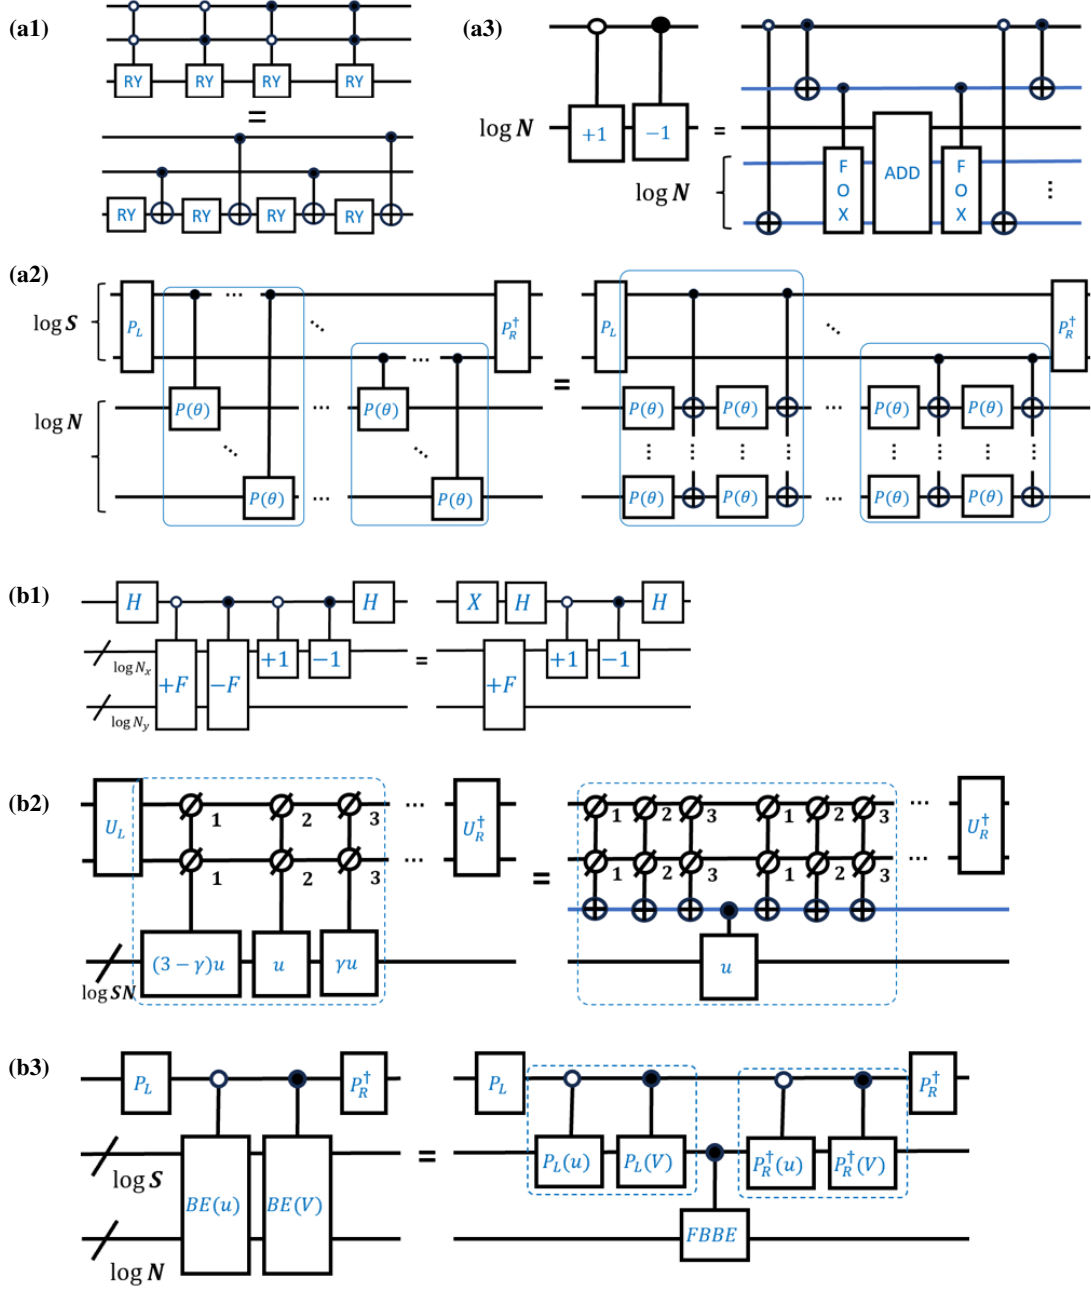 (a1)
RY RY RY RY
=
RY RY RY RY
(a3)
log N
+1 −1
=
log N
F O X
ADD
F O X
⋮
(a2)
log S
P_L
⋯
⋱
P_R^†
log N
P(θ) ⋯ P(θ)
⋱ ⋱
P(θ) ⋯ P(θ)
=
P_L
⋱
P_R^†
P(θ) P(θ) ⋯ P(θ) P(θ)
⋮ ⋮ ⋮ ⋮ ⋮ ⋮ ⋮ ⋮
P(θ) P(θ) ⋯ P(θ) P(θ)
(b1)
H H
log N_x
+F −F +1 −1
log N_y
=
X H H
+F +1 −1
(b2)
U_L
1 2 3 ⋯
1 2 3 ⋯
U_R^†
(3 − γ)u u γu
log SN
=
1 2 3 1 2 3 ⋯
1 2 3 1 2 3 ⋯
U_R^†
u
(b3)
P_L P_R^†
log S
BE(u) BE(V)
log N
=
P_L P_R^†
P_L(u) P_L(V) P_R^†(u) P_R^†(V)
FBBE